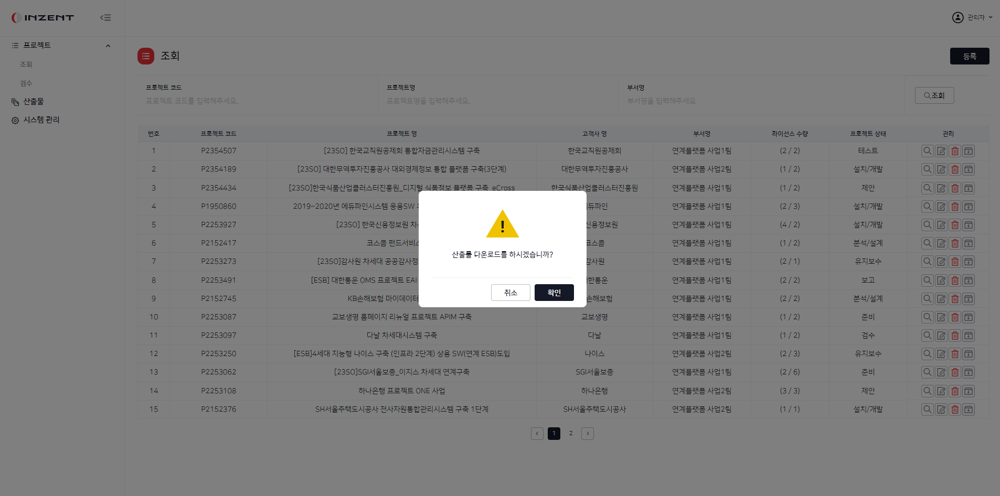 INZENT
관리자
프로젝트
조회
검수
산출물
시스템 관리
조회
등록
프로젝트 코드
프로젝트 코드를 입력해주세요.
프로젝트명
프로젝트명을 입력해주세요.
부서명
부서명을 입력해주세요
조회
번호 프로젝트 코드 프로젝트 명 고객사 명 부서명 라이선스 수량 프로젝트 상태 관리
1 P2354507 [23SO] 한국교직원공제회 통합자금관리시스템 구축 한국교직원공제회 연계플랫폼 사업1팀 (2 / 2) 테스트
2 P2354189 [23SO] 대한무역투자진흥공사 대외경제정보 통합 플랫폼 구축(3단계) 대한무역투자진흥공사 연계플랫폼 사업2팀 (1 / 2) 설치/개발
3 P2354434 [23SO]한국식품산업클러스터진흥원_디지털 식품정보 플랫폼 구축_eCross 한국식품산업클러스터진흥원 연계플랫폼 사업1팀 (1 / 2) 제안
4 P1950860 2019~2020년 에듀파인시스템 응용SW 듀파인 연계플랫폼 사업1팀 (2 / 3) 설치/개발
5 P2253927 [23SO] 한국신용정보원 차 신용정보원 연계플랫폼 사업1팀 (4 / 2) 설치/개발
6 P2152417 코스콤 펀드서비스 코스콤 연계플랫폼 사업1팀 (1 / 2) 분석/설계
7 P2253273 [23SO]감사원 차세대 공공감사정 감사원 연계플랫폼 사업1팀 (2 / 1) 유지보수
8 P2253491 [ESB] 대한통운 OMS 프로젝트 EAI 한통운 연계플랫폼 사업1팀 (2 / 2) 보고
9 P2152745 KB손해보험 마이데이터 손해보험 연계플랫폼 사업1팀 (2 / 2) 분석/설계
10 P2253087 교보생명 홈페이지 리뉴얼 프로젝트 APIM 구축 교보생명 연계플랫폼 사업1팀 (1 / 2) 준비
11 P2253097 다날 차세대시스템 구축 다날 연계플랫폼 사업1팀 (1 / 2) 검수
12 P2253250 [ESB]4세대 지능형 나이스 구축 (인프라 2단계) 상용 SW(연계 ESB)도입 나이스 연계플랫폼 사업2팀 (2 / 3) 유지보수
13 P2253062 [23SO]SGI서울보증_이지스 차세대 연계구축 SGI서울보증 연계플랫폼 사업1팀 (2 / 6) 준비
14 P2253108 하나은행 프로젝트 ONE 사업 하나은행 연계플랫폼 사업2팀 (3 / 3) 제안
15 P2152376 SH서울주택도시공사 전사자원통합관리시스템 구축 1단계 SH서울주택도시공사 연계플랫폼 사업2팀 (1 / 1) 설치/개발
산출물 다운로드를 하시겠습니까?
취소 확인
1 2